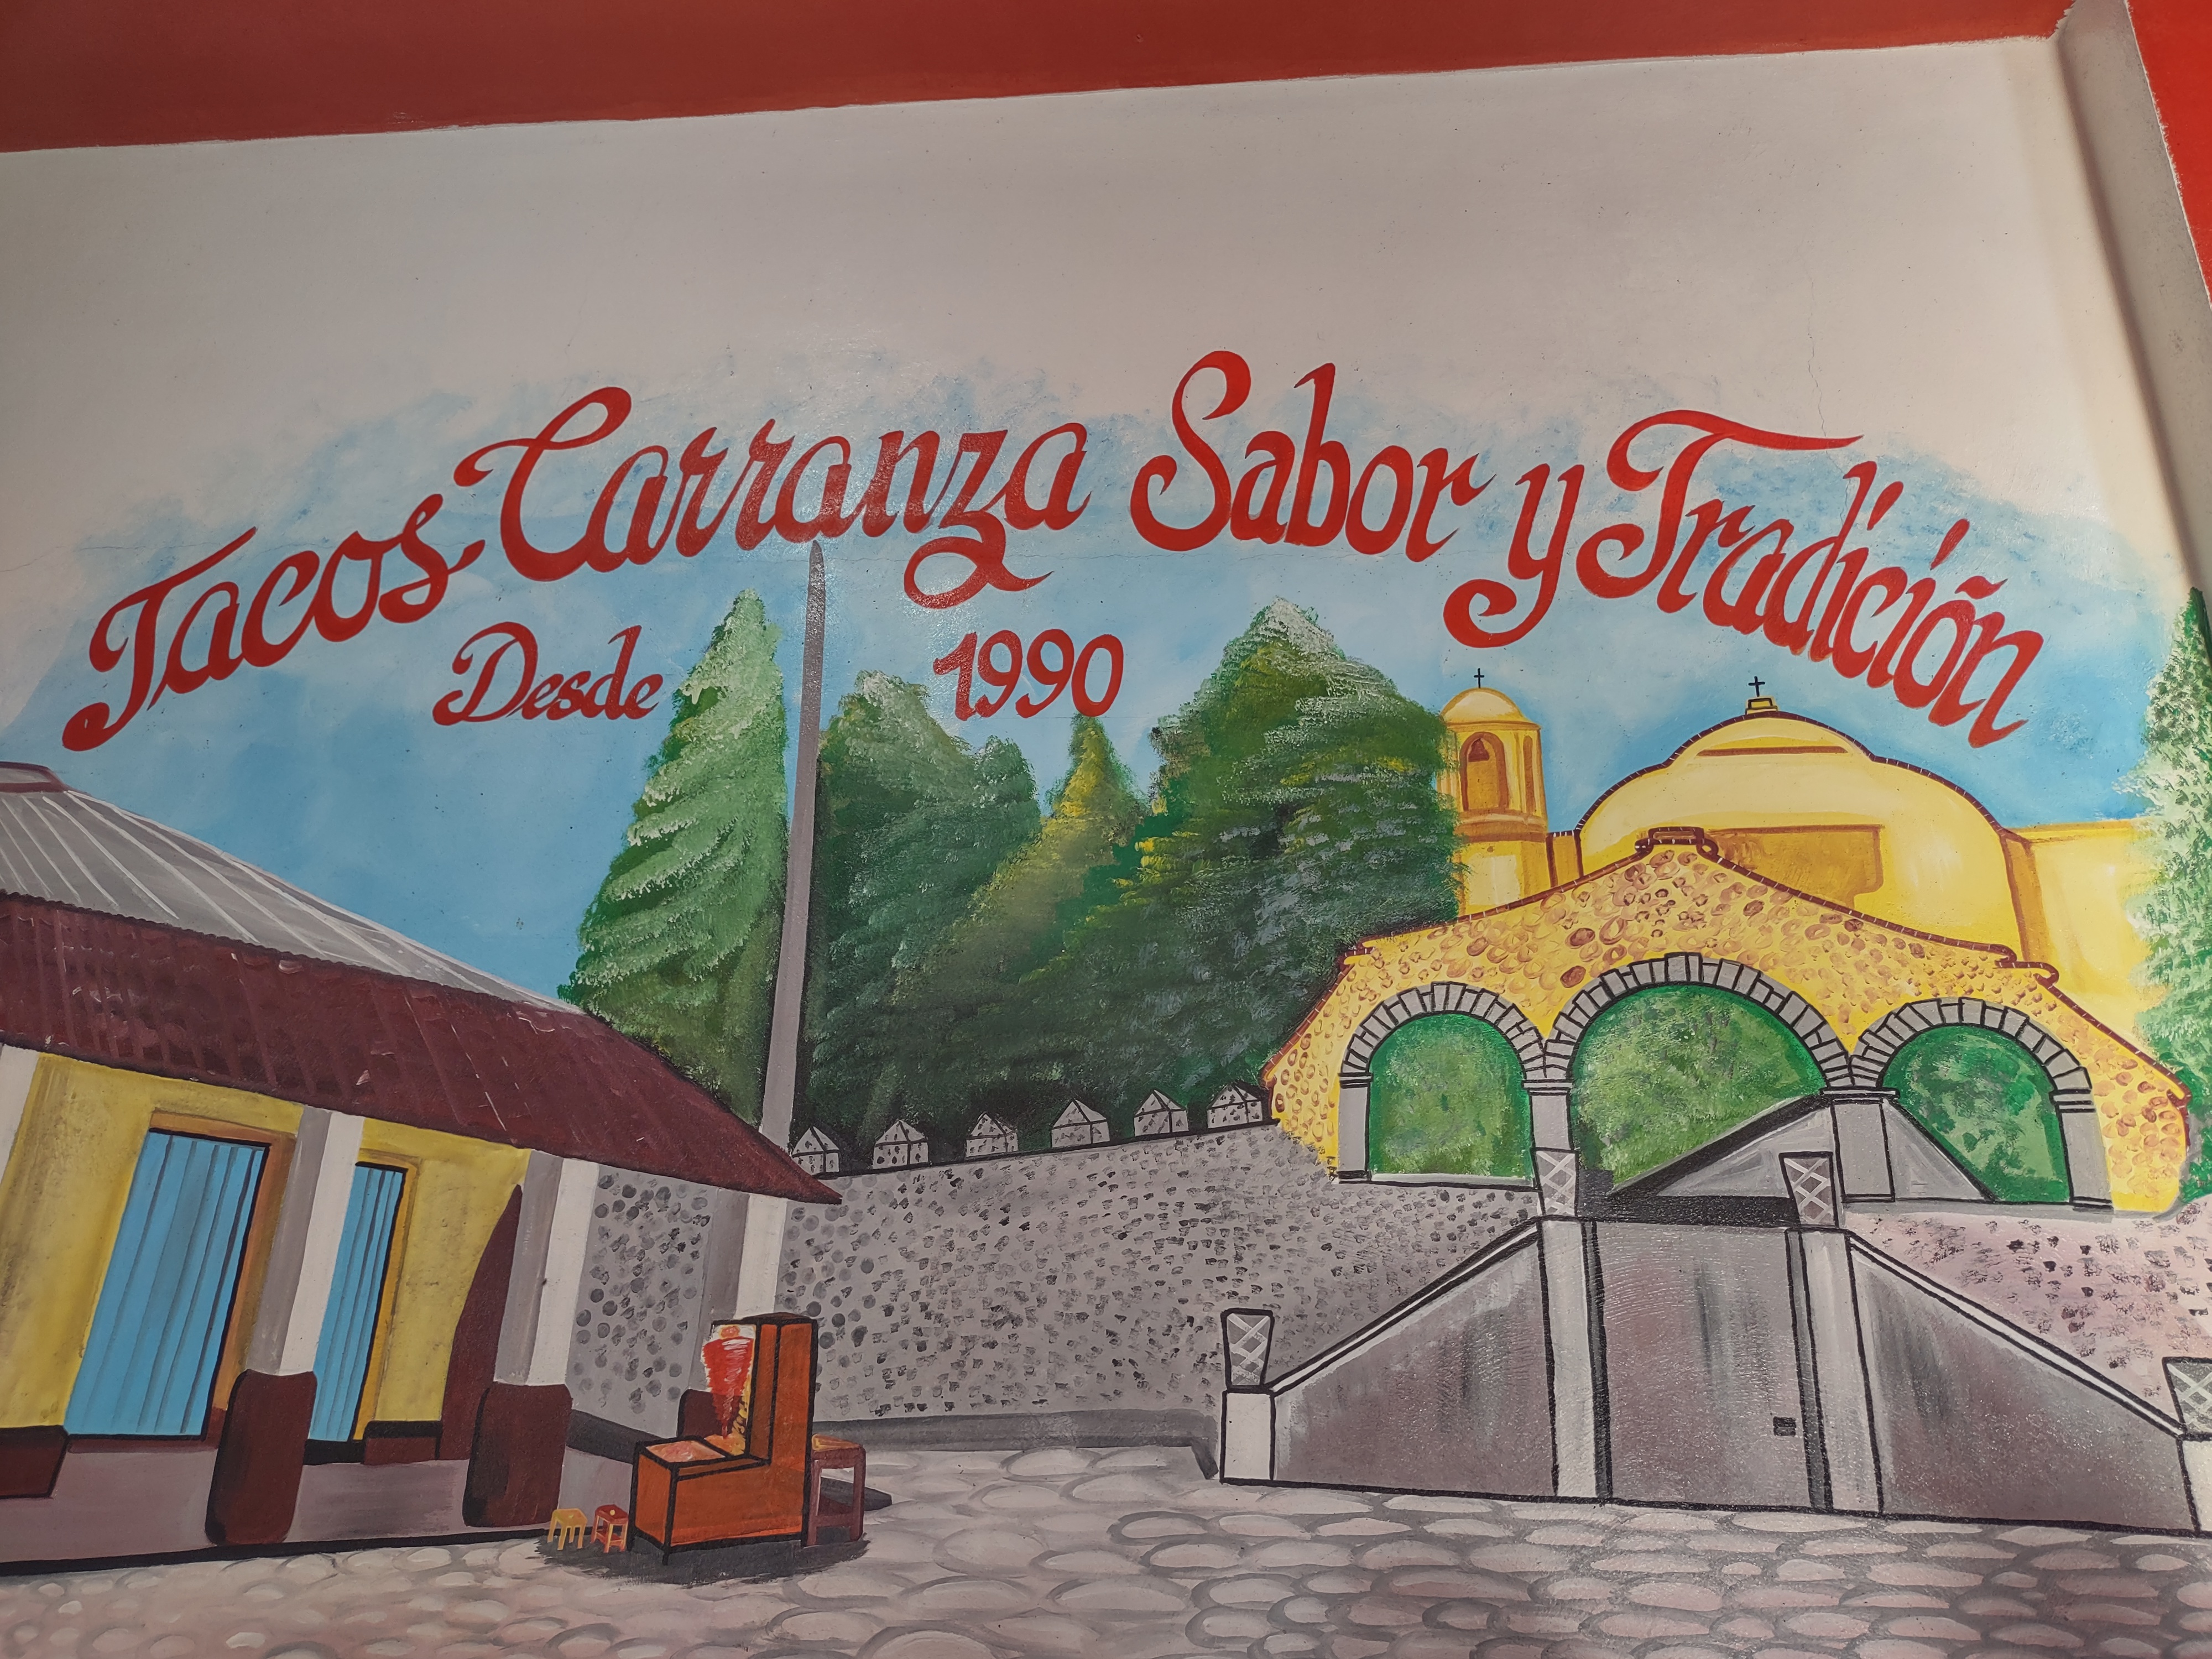 Tacos Carranza Sabor y Tradición
Desde 1990